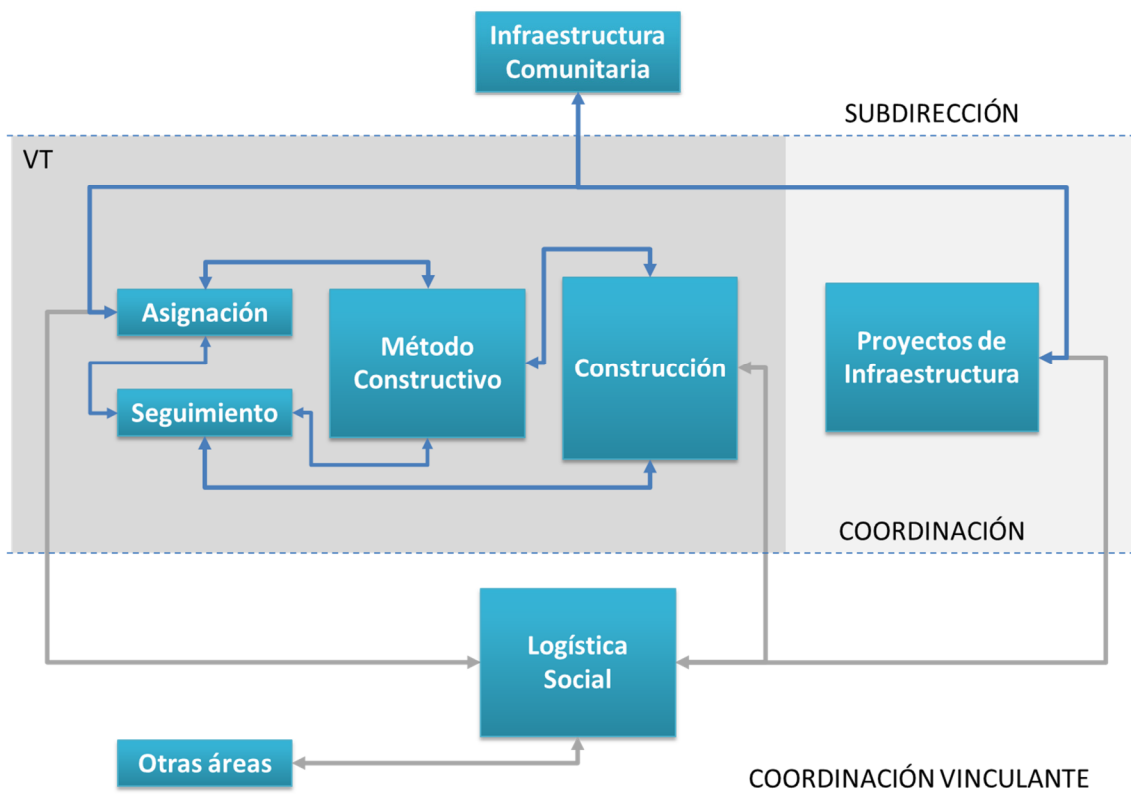 Infraestructura
Comunitaria
SUBDIRECCIÓN
VT
Asignación
Método
Constructivo
Construcción
Proyectos de
Infraestructura
Seguimiento
COORDINACIÓN
Logística
Social
Otras áreas
COORDINACIÓN VINCULANTE